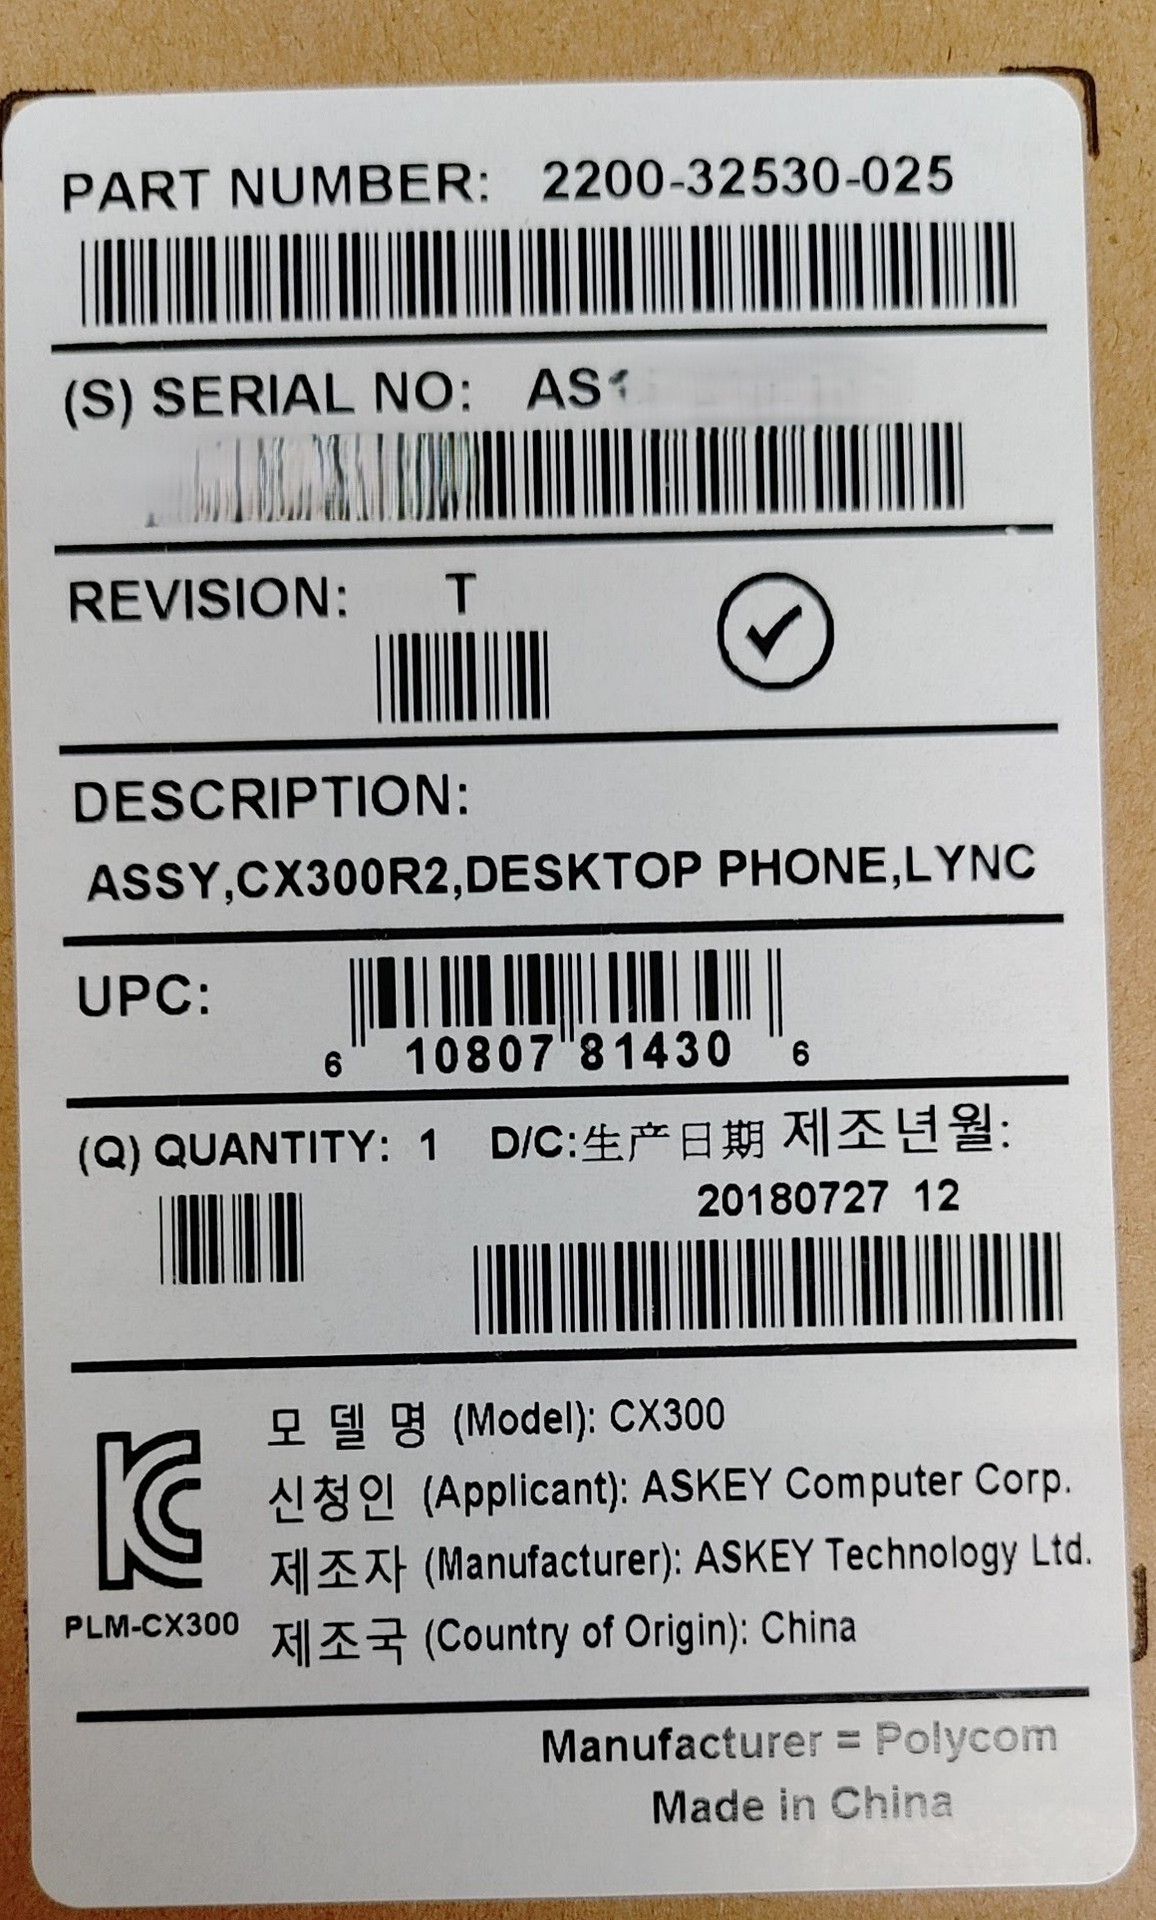 PART NUMBER: 2200-32530-025
(S) SERIAL NO: AS1
REVISION: T
DESCRIPTION:
ASSY,CX300R2,DESKTOP PHONE,LYNC
UPC:
6 10807 81430 6
(Q) QUANTITY: 1 D/C:生产日期 제조년월:
20180727 12
모 델 명 (Model): CX300
신청인 (Applicant): ASKEY Computer Corp.
제조자 (Manufacturer): ASKEY Technology Ltd.
PLM-CX300
제조국 (Country of Origin): China
Manufacturer = Polycom
Made in China